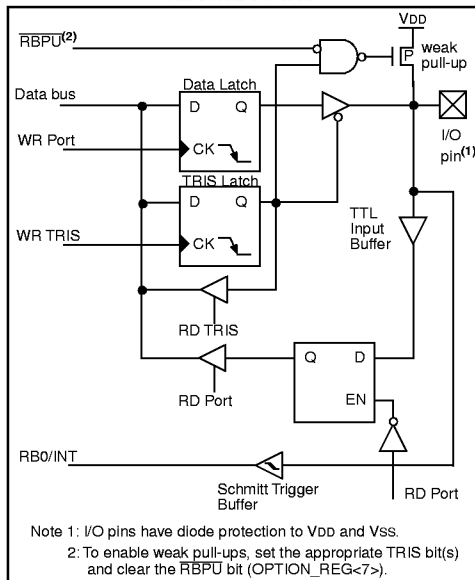 VDD
RBPU(2)
P
weak
pull-up
Data bus
Data Latch
D Q
WR Port
CK
I/O
pin(1)
TRIS Latch
D Q
WR TRIS
CK
TTL
Input
Buffer
RD TRIS
Q D
RD Port
EN
RB0/INT
Schmitt Trigger
Buffer
RD Port
Note 1: I/O pins have diode protection to VDD and VSS.
2: To enable weak pull-ups, set the appropriate TRIS bit(s)
and clear the RBPU bit (OPTION_REG<7>).